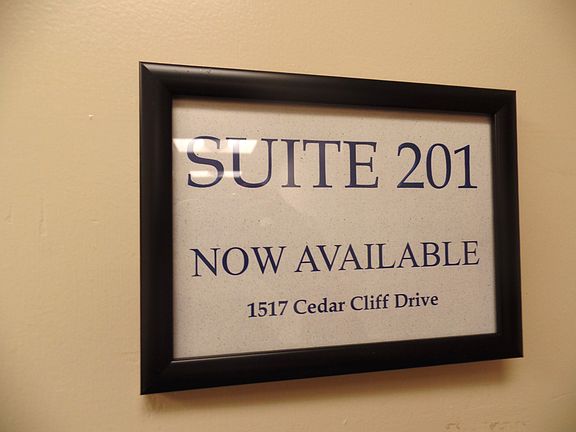 SUITE 201
NOW AVAILABLE
1517 Cedar Cliff Drive